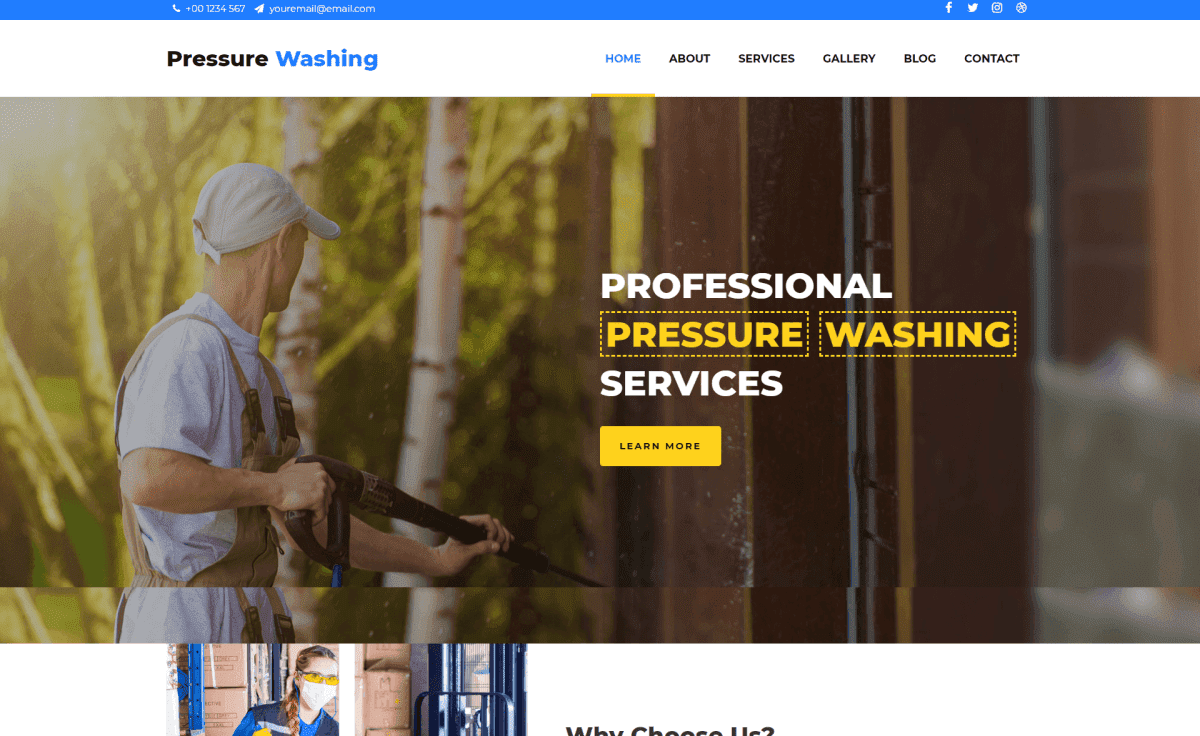 +00 1234 567 youremail@email.com
Pressure Washing
HOME ABOUT SERVICES GALLERY BLOG CONTACT
PROFESSIONAL
PRESSURE WASHING
SERVICES
LEARN MORE
Why Choose Us?